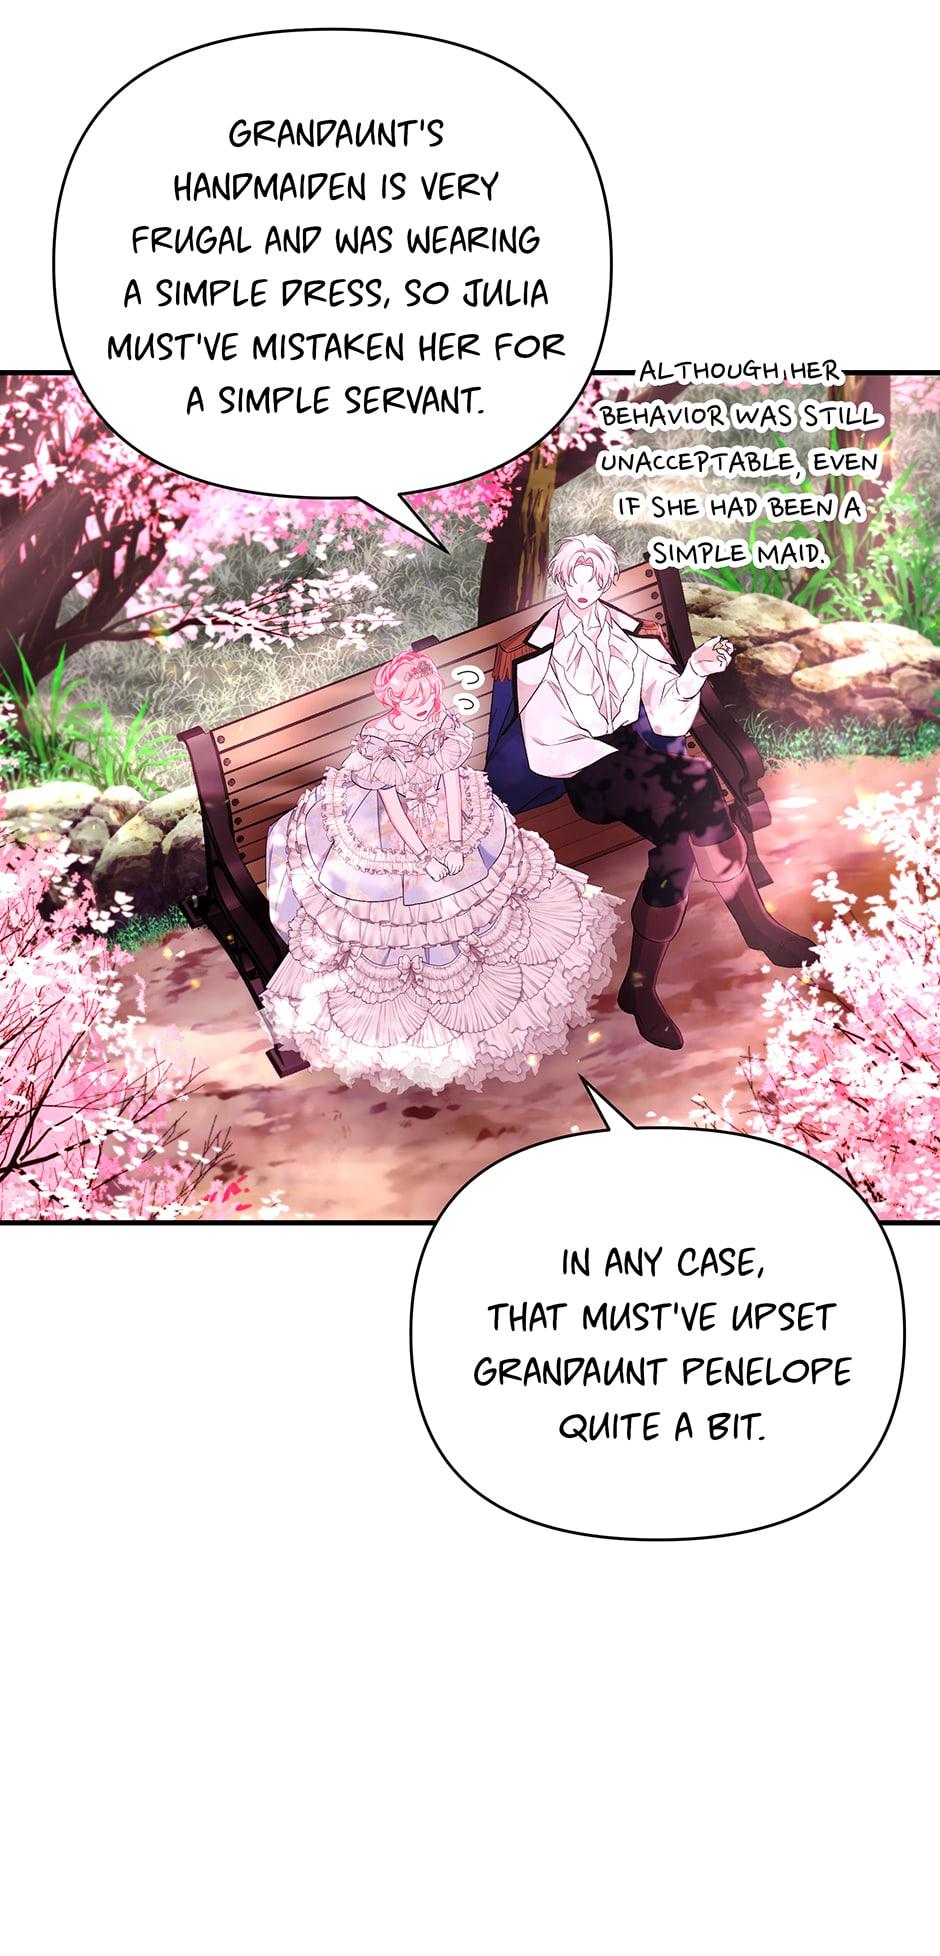 GRANDAUNT'S
HANDMAIDEN IS VERY
FRUGAL AND WAS WEARING
A SIMPLE DRESS, SO JULIA
MUST'VE MISTAKEN HER FOR
A SIMPLE SERVANT.
ALTHOUGH HER
BEHAVIOR WAS STILL
UNACCEPTABLE, EVEN
IF SHE HAD BEEN A
SIMPLE MAID.
IN ANY CASE,
THAT MUST'VE UPSET
GRANDAUNT PENELOPE
QUITE A BIT.